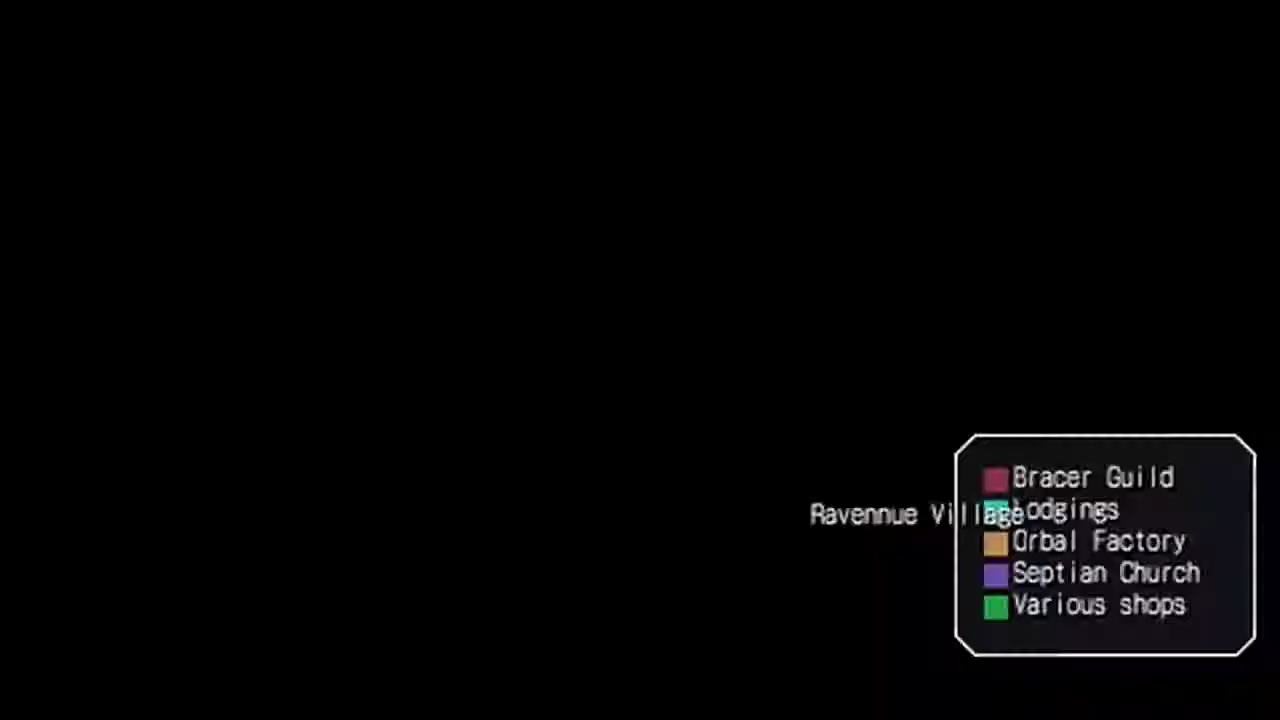 Bracer Guild
Ravennue Village
Lodgings
Orbal Factory
Septian Church
Various shops